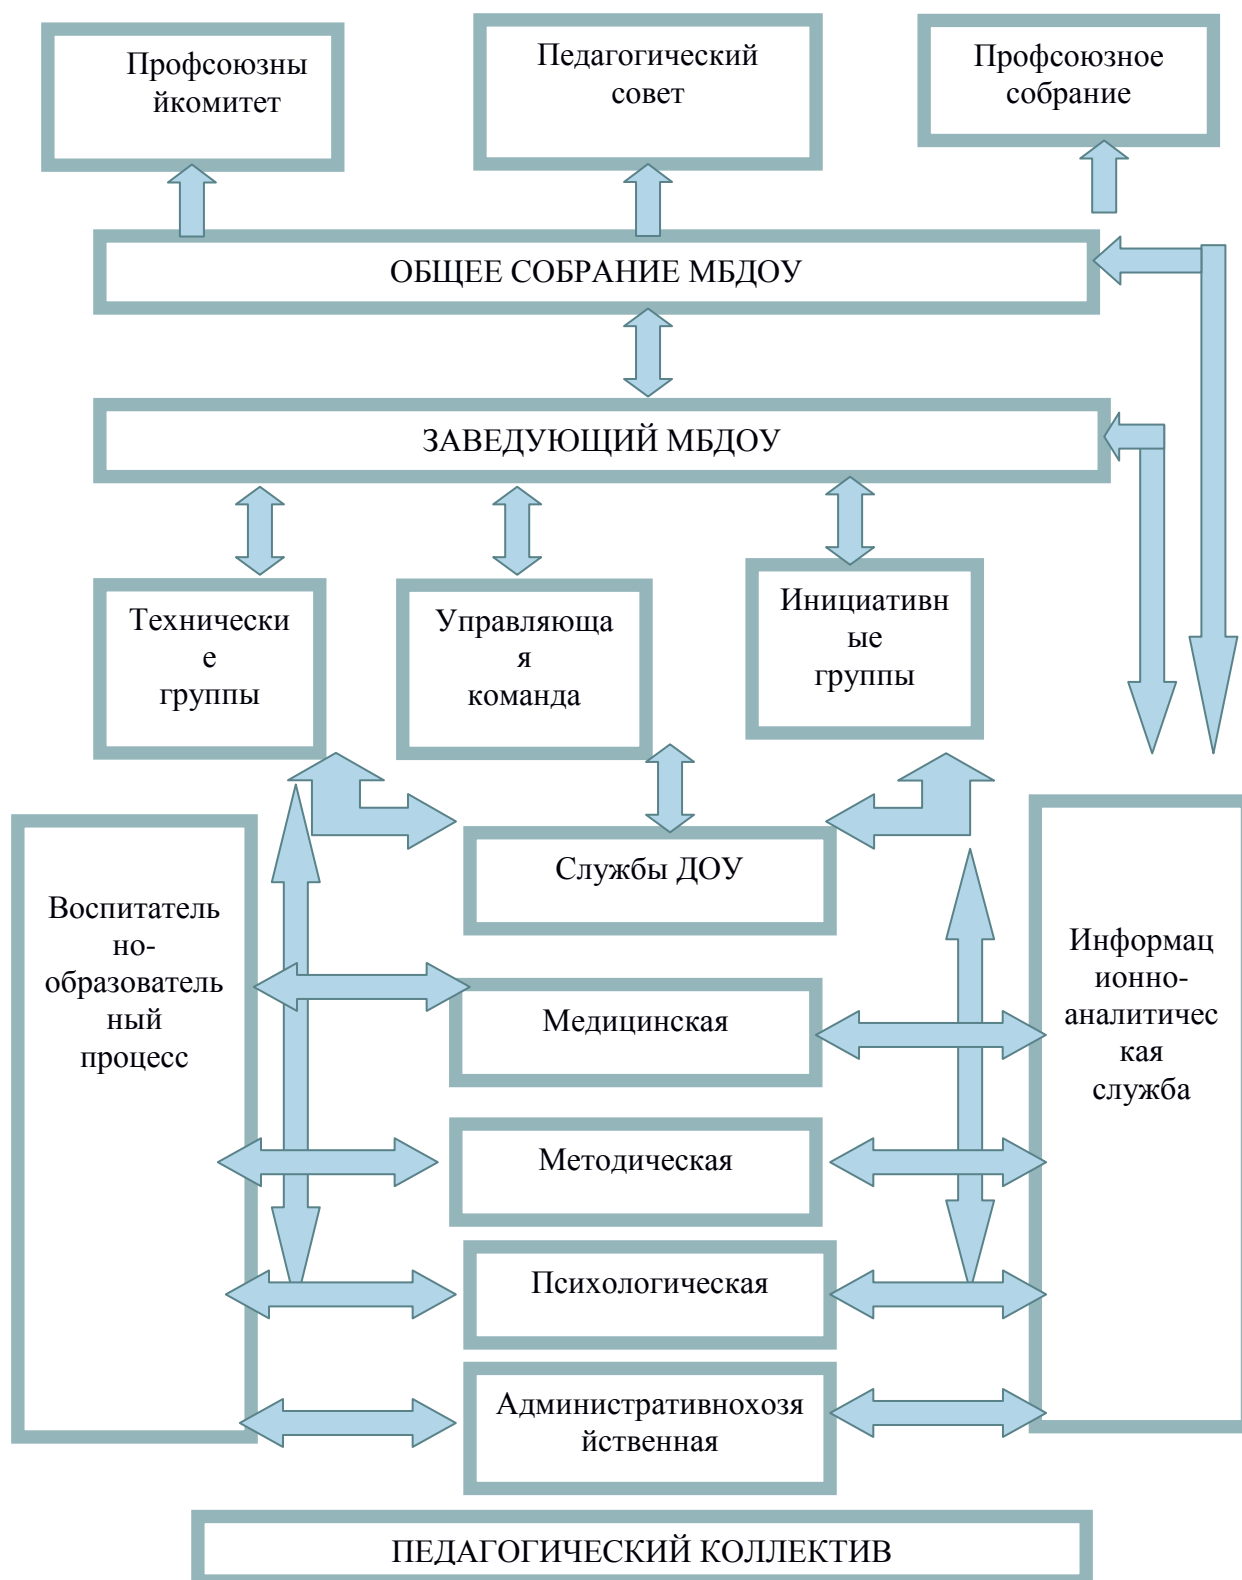 Профсоюзны
йкомитет
Педагогический
совет
Профсоюзное
собрание
ОБЩЕЕ СОБРАНИЕ МБДОУ
ЗАВЕДУЮЩИЙ МБДОУ
Технически
е
группы
Управляюща
я
команда
Инициативн
ые
группы
Службы ДОУ
Воспитатель
но-
образователь
ный
процесс
Информац
ионно-
аналитичес
кая
служба
Медицинская
Методическая
Психологическая
Административнохозя
йственная
ПЕДАГОГИЧЕСКИЙ КОЛЛЕКТИВ